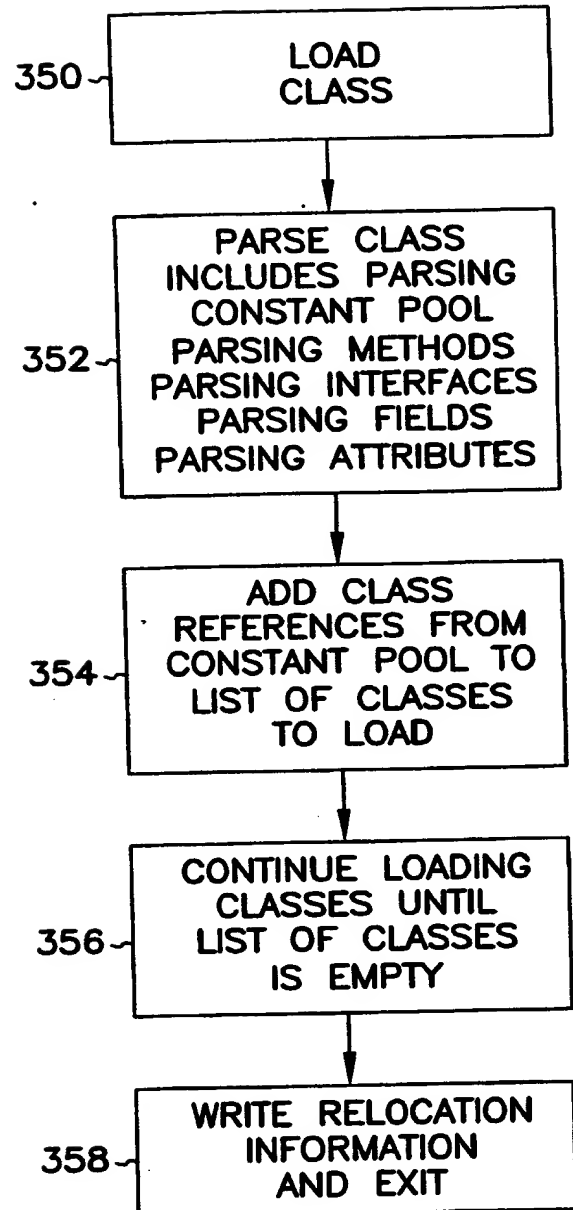 350
LOAD
CLASS
352
PARSE CLASS
INCLUDES PARSING
CONSTANT POOL
PARSING METHODS
PARSING INTERFACES
PARSING FIELDS
PARSING ATTRIBUTES
354
ADD CLASS
REFERENCES FROM
CONSTANT POOL TO
LIST OF CLASSES
TO LOAD
356
CONTINUE LOADING
CLASSES UNTIL
LIST OF CLASSES
IS EMPTY
358
WRITE RELOCATION
INFORMATION
AND EXIT